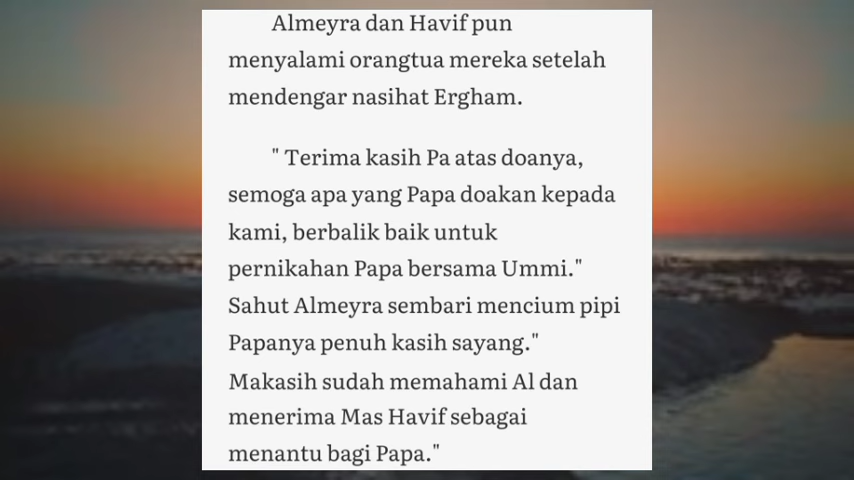 Almeyra dan Havif pun
menyalami orangtua mereka setelah
mendengar nasihat Ergham.
" Terima kasih Pa atas doanya,
semoga apa yang Papa doakan kepada
kami, berbalik baik untuk
pernikahan Papa bersama Ummi."
Sahut Almeyra sembari mencium pipi
Papanya penuh kasih sayang."
Makasih sudah memahami Al dan
menerima Mas Havif sebagai
menantu bagi Papa."